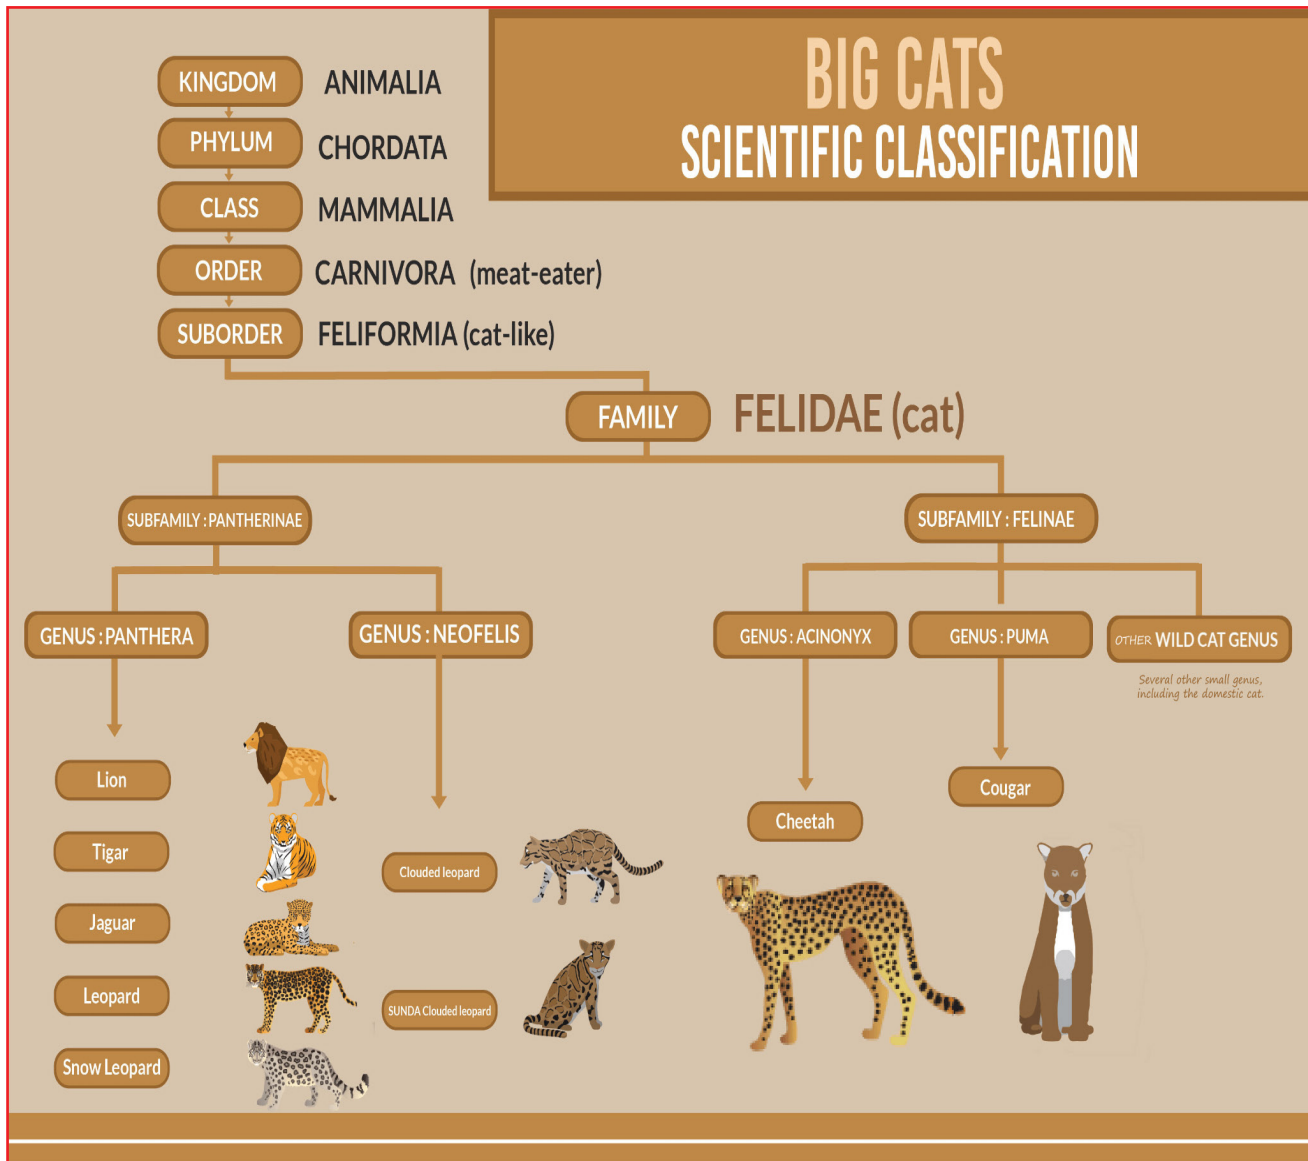 BIG CATS
SCIENTIFIC CLASSIFICATION
KINGDOM ANIMALIA
PHYLUM CHORDATA
CLASS MAMMALIA
ORDER CARNIVORA (meat-eater)
SUBORDER FELIFORMIA (cat-like)
FAMILY FELIDAE (cat)
SUBFAMILY : PANTHERINAE
SUBFAMILY : FELINAE
GENUS : PANTHERA
GENUS : NEOFELIS
GENUS : ACINONYX
GENUS : PUMA
OTHER WILD CAT GENUS
Several other small genus,
including the domestic cat.
Lion
Tigar
Jaguar
Leopard
Snow Leopard
Clouded leopard
SUNDA Clouded leopard
Cheetah
Cougar